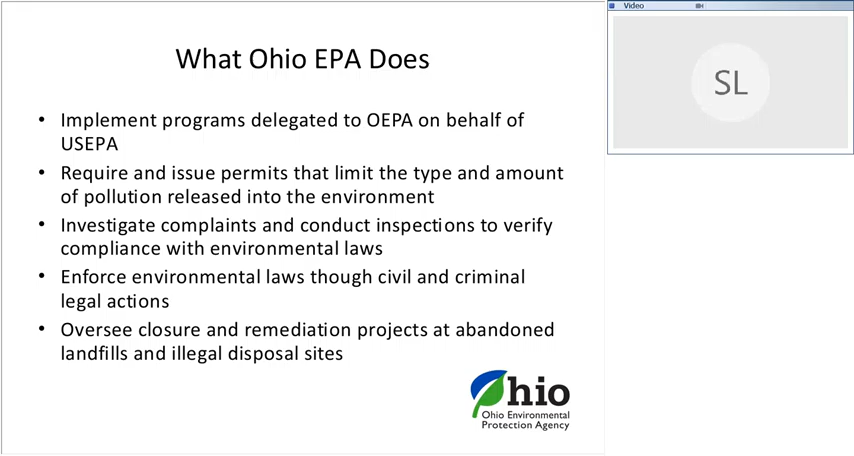 What Ohio EPA Does
• Implement programs delegated to OEPA on behalf of
USEPA
• Require and issue permits that limit the type and amount
of pollution released into the environment
• Investigate complaints and conduct inspections to verify
compliance with environmental laws
• Enforce environmental laws though civil and criminal
legal actions
• Oversee closure and remediation projects at abandoned
landfills and illegal disposal sites
Ohio
Ohio Environmental
Protection Agency
Video
SL